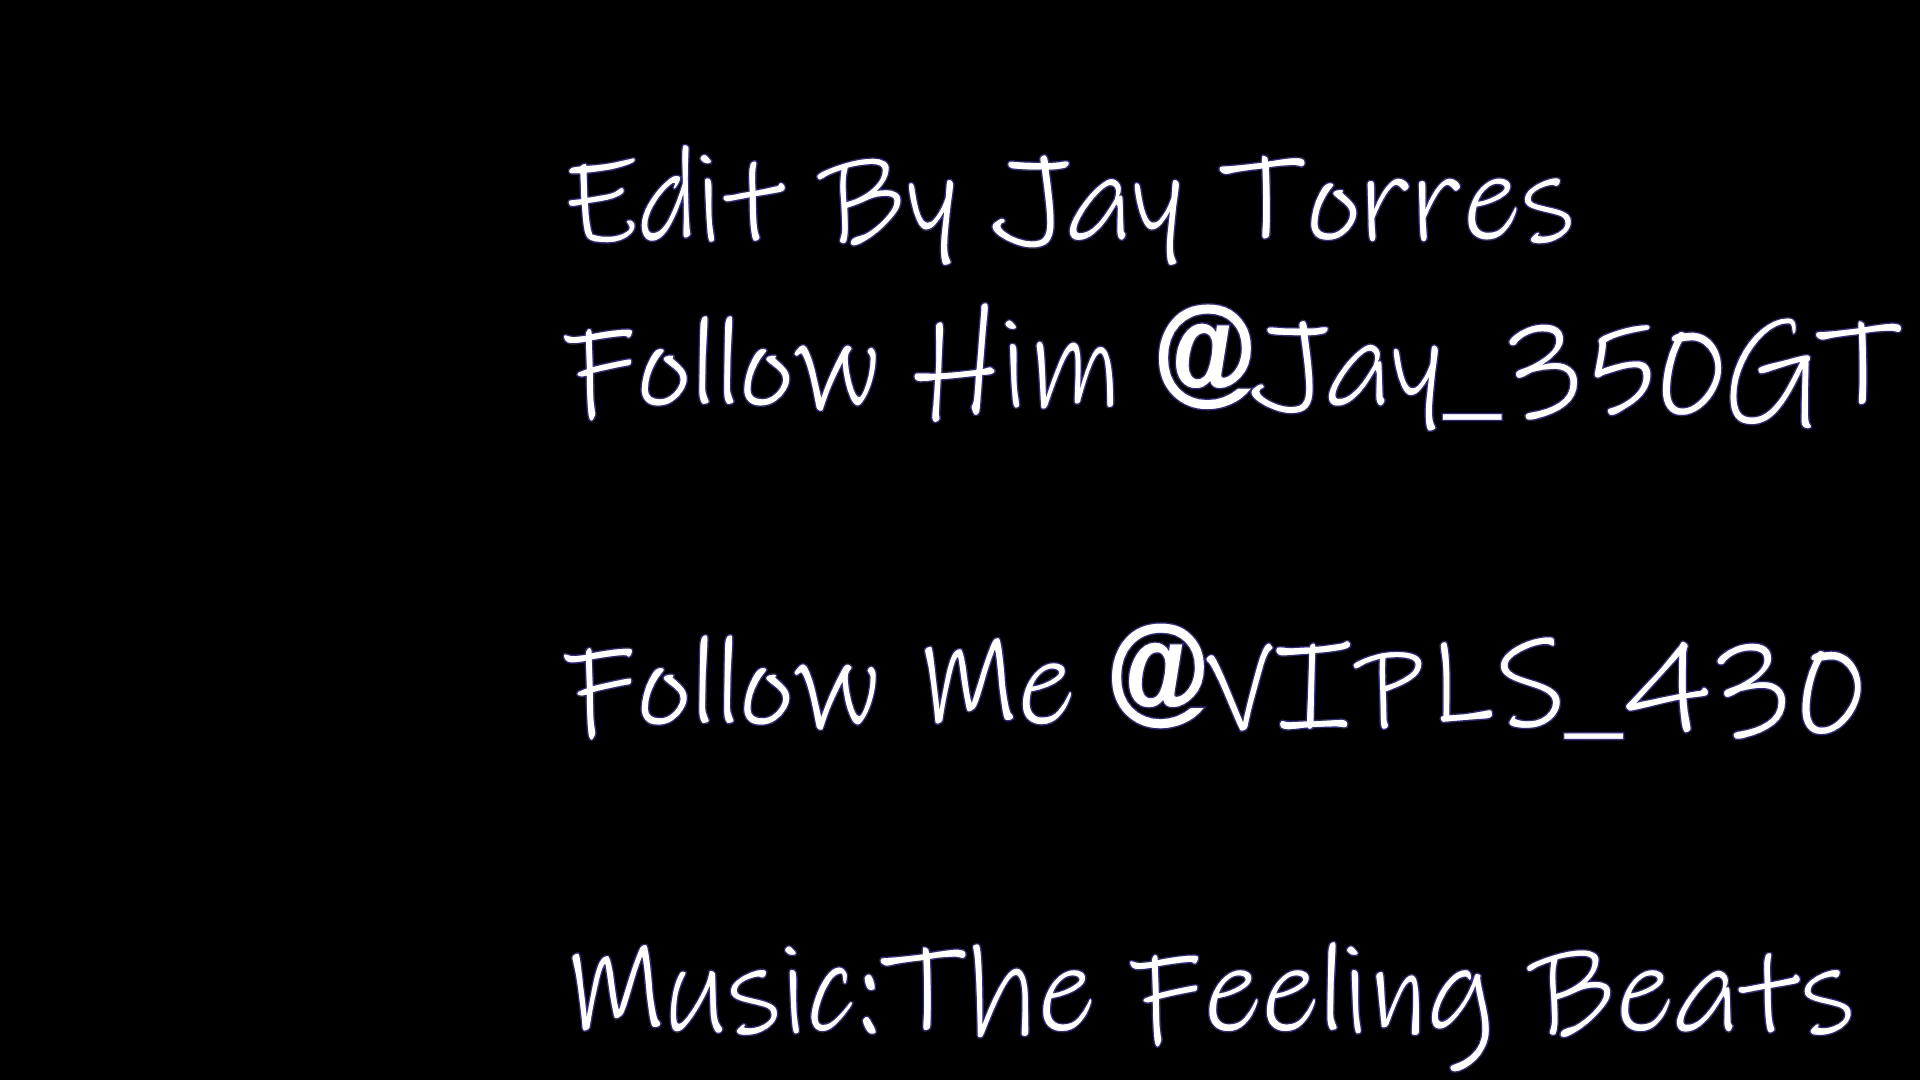 Edit By Jay Torres
Follow Him @Jay_350GT
Follow Me @VIPLS_430
Music:The Feeling Beats